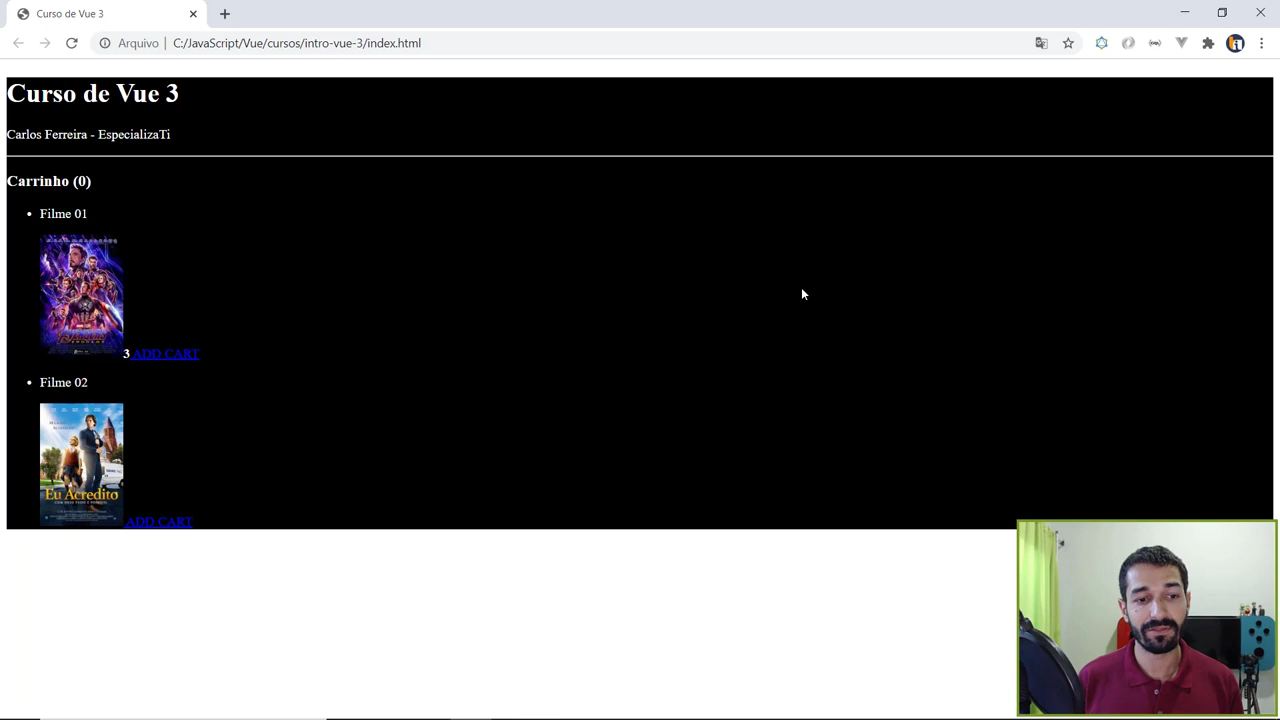 Curso de Vue 3
Arquivo | C:/JavaScript/Vue/cursos/intro-vue-3/index.html
Curso de Vue 3
Carlos Ferreira - EspecializaTi
Carrinho (0)
• Filme 01
3 ADD CART
• Filme 02
Eu Acredito
ADD CART